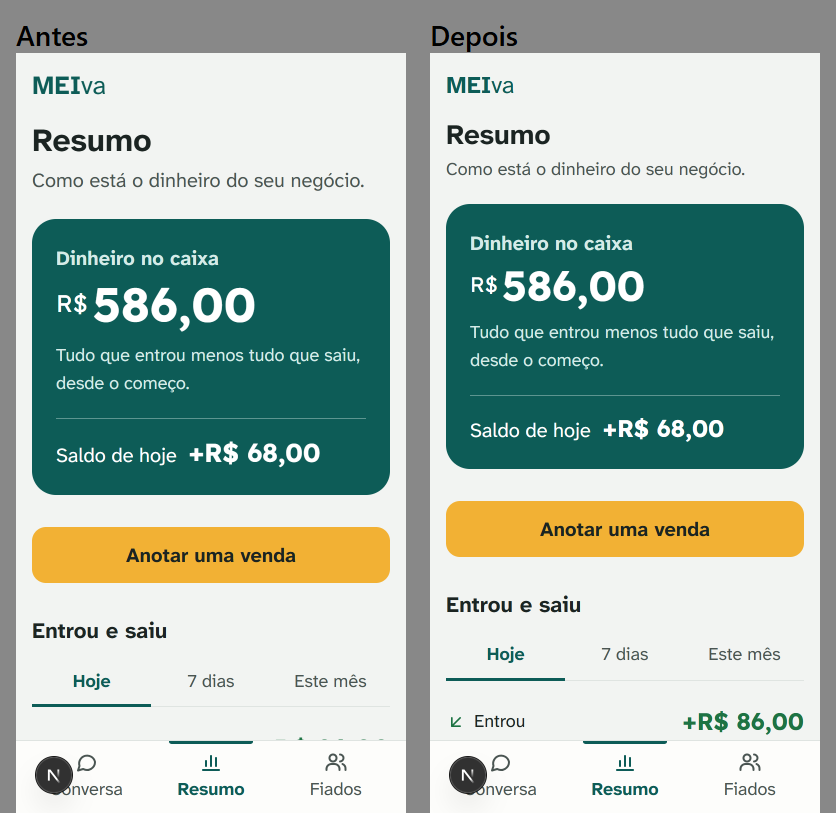 Antes
MEIva
Resumo
Como está o dinheiro do seu negócio.
Dinheiro no caixa
R$ 586,00
Tudo que entrou menos tudo que saiu,
desde o começo.
Saldo de hoje +R$ 68,00
Anotar uma venda
Entrou e saiu
Hoje 7 dias Este mês
N
Resumo Fiados
Depois
MEIva
Resumo
Como está o dinheiro do seu negócio.
Dinheiro no caixa
R$ 586,00
Tudo que entrou menos tudo que saiu,
desde o começo.
Saldo de hoje +R$ 68,00
Anotar uma venda
Entrou e saiu
Hoje 7 dias Este mês
Entrou +R$ 86,00
N
Resumo Fiados